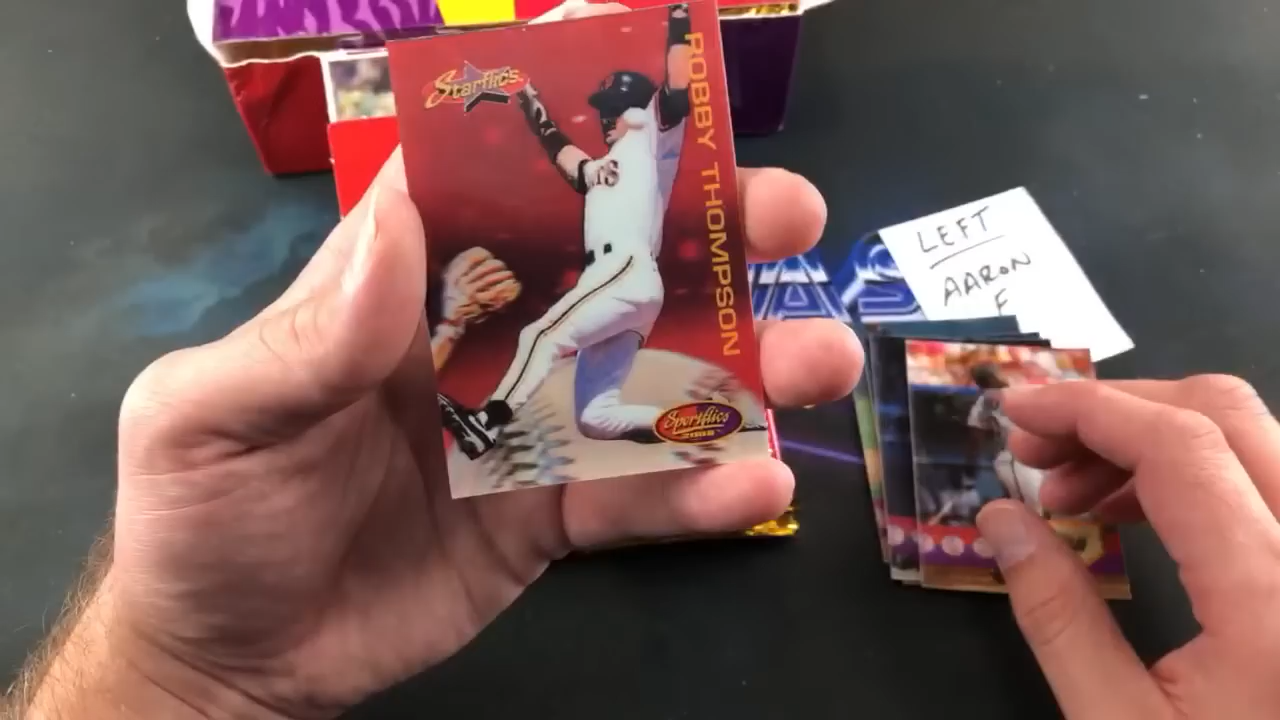 Starflics
ROBBY THOMPSON
Sportflics
LEFT
AARON
F